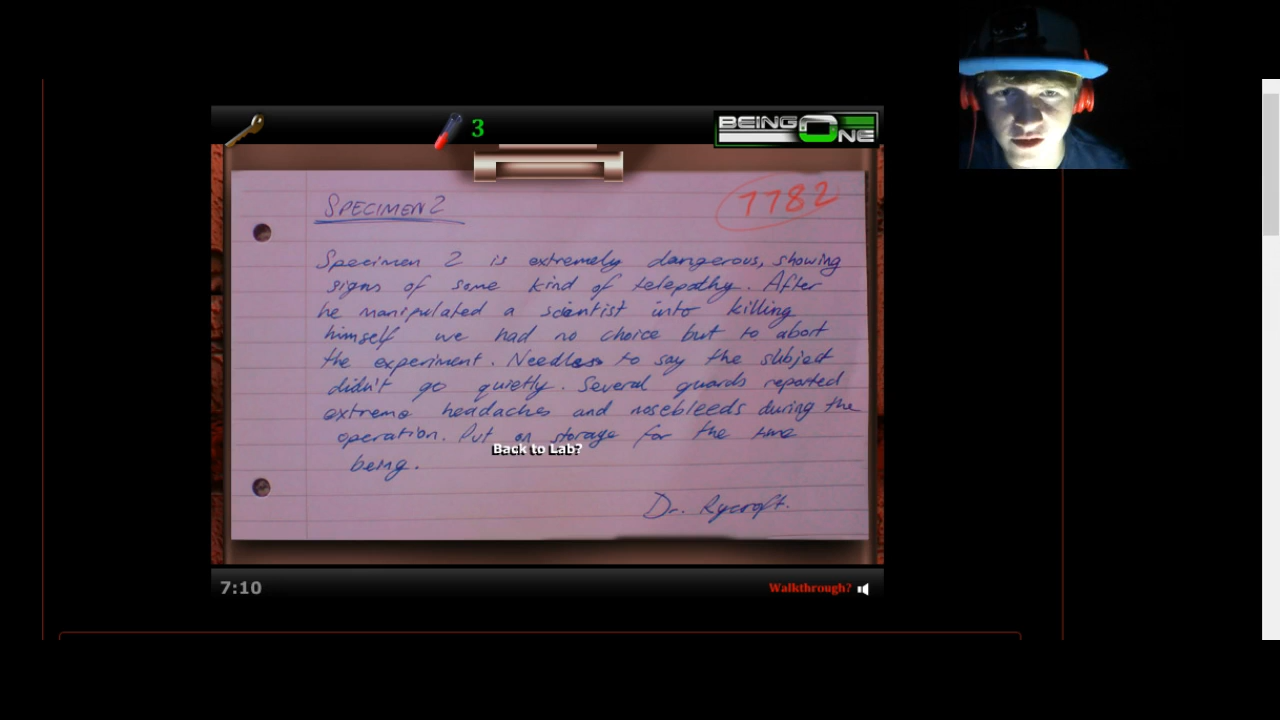 3
BEING ONE
SPECIMEN 2
7782
Specimen 2 is extremely dangerous, showing
signs of some kind of telepathy. After
he manipulated a scientist into killing
himself we had no choice but to abort
the experiment. Needless to say the subject
didn't go quietly. Several guards reported
extreme headaches and nosebleeds during the
operation. Put on storage for the time
being.
Back to Lab?
Dr. Rycroft.
7:10
Walkthrough?